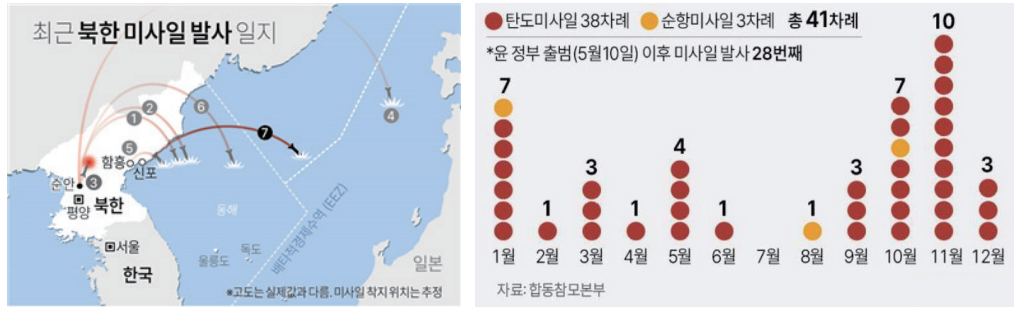 최근 북한 미사일 발사 일지
⑥
②
①
④
⑦
⑤
함흥
신포
③
순안
평양
북한
동해
배타적경제수역 (EEZ)
서울
독도
울릉도
한국
일본
※고도는 실제값과 다름. 미사일 착지 위치는 추정
탄도미사일 38차례 순항미사일 3차례 총 41차례
*윤 정부 출범(5월10일) 이후 미사일 발사 28번째
7 1 3 1 4 1 1 3 7 10 3
1월 2월 3월 4월 5월 6월 7월 8월 9월 10월 11월 12월
자료: 합동참모본부